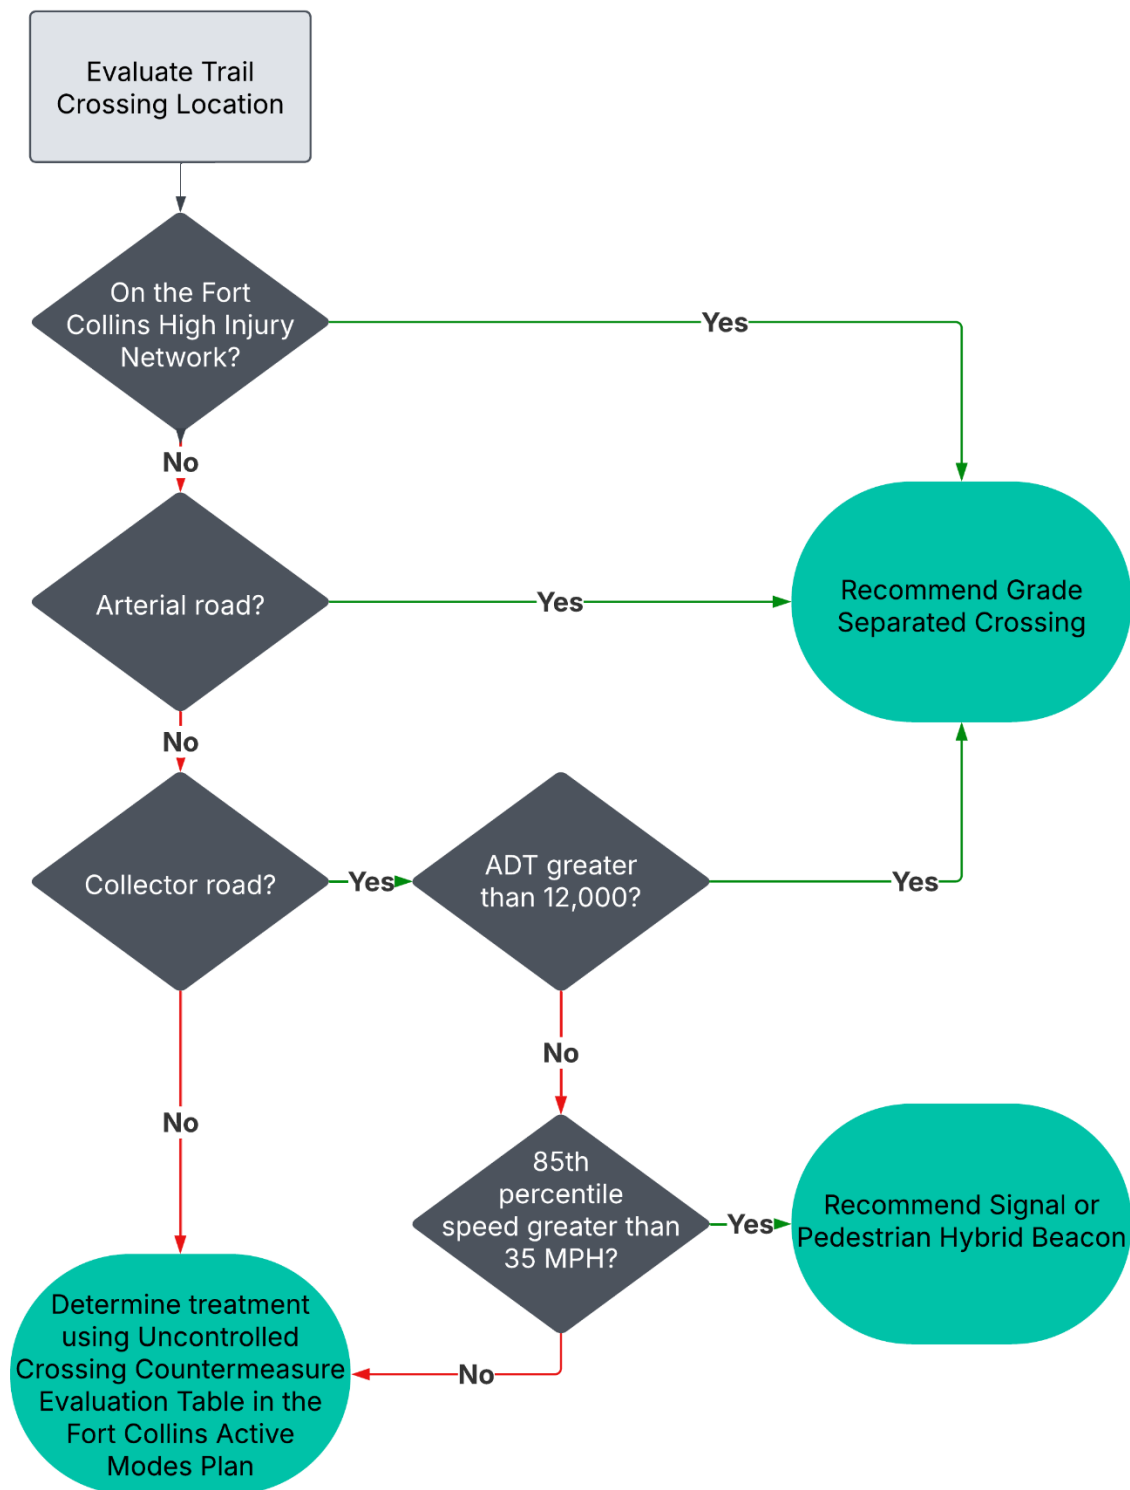 Evaluate Trail
Crossing Location
On the Fort
Collins High Injury
Network?
Yes
No
Arterial road?
Yes
Recommend Grade
Separated Crossing
No
Collector road?
Yes
ADT greater
than 12,000?
Yes
No
No
85th
percentile
speed greater than
35 MPH?
Yes
Recommend Signal or
Pedestrian Hybrid Beacon
No
Determine treatment
using Uncontrolled
Crossing Countermeasure
Evaluation Table in the
Fort Collins Active
Modes Plan